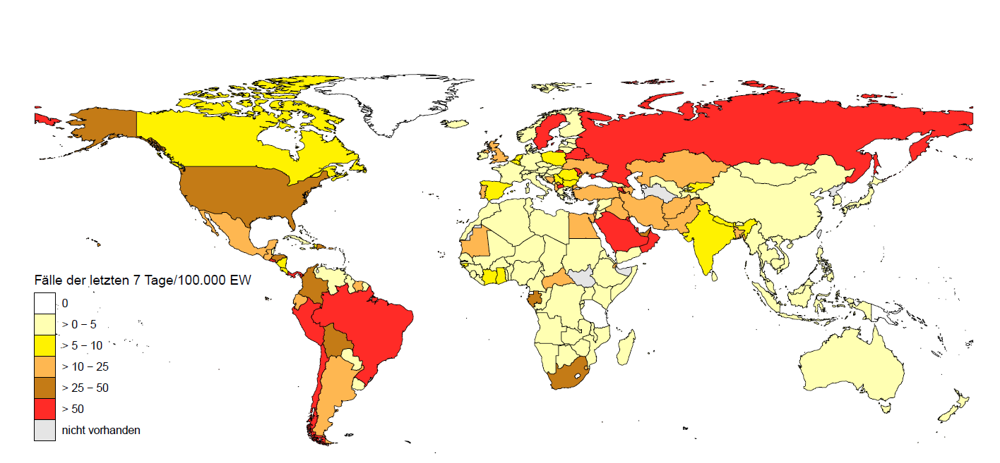 Fälle der letzten 7 Tage/100.000 EW
0
> 0 – 5
> 5 – 10
> 10 – 25
> 25 – 50
> 50
nicht vorhanden